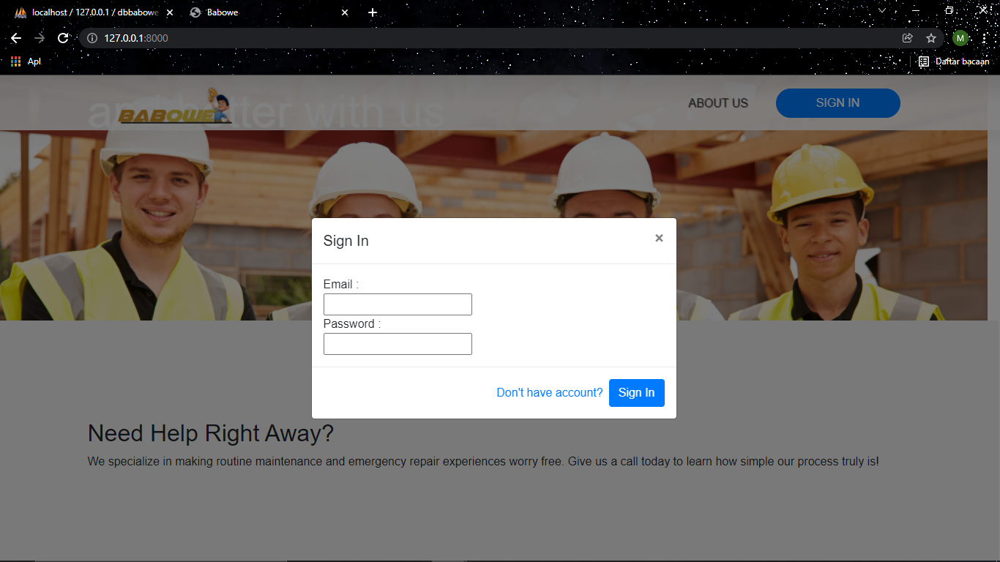 localhost / 127.0.0.1 / dbbabowe
Babowe
127.0.0.1:8000
M
Apl
Daftar bacaan
and better with us
BABOWE
ABOUT US
SIGN IN
Sign In
×
Email :
Password :
Don't have account?
Sign In
Need Help Right Away?
We specialize in making routine maintenance and emergency repair experiences worry free. Give us a call today to learn how simple our process truly is!